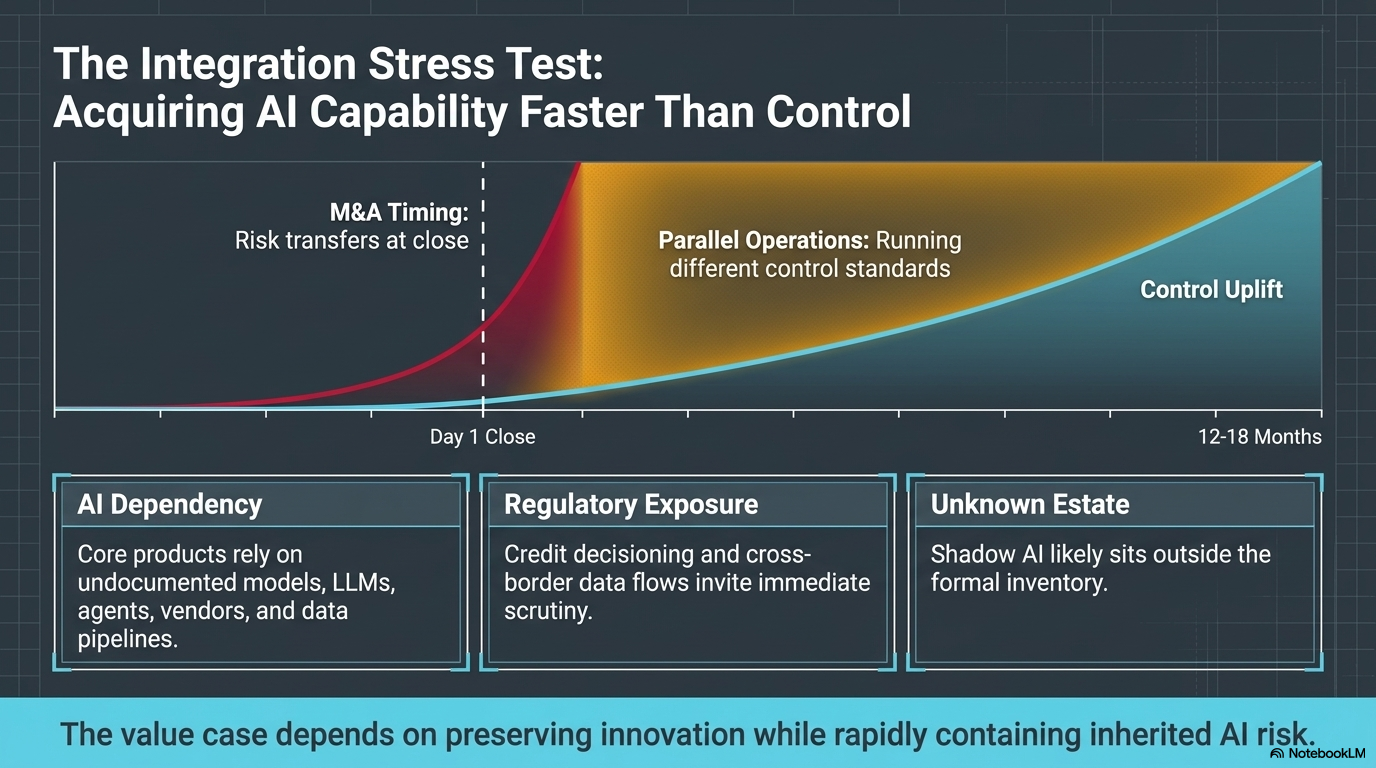 The Integration Stress Test:
Acquiring AI Capability Faster Than Control
M&A Timing:
Risk transfers at close
Parallel Operations: Running
different control standards
Control Uplift
Day 1 Close
12-18 Months
AI Dependency
Core products rely on
undocumented models, LLMs,
agents, vendors, and data
pipelines.
Regulatory Exposure
Credit decisioning and cross-
border data flows invite immediate
scrutiny.
Unknown Estate
Shadow AI likely sits outside the
formal inventory.
The value case depends on preserving innovation while rapidly containing inherited AI risk.
NotebookLM